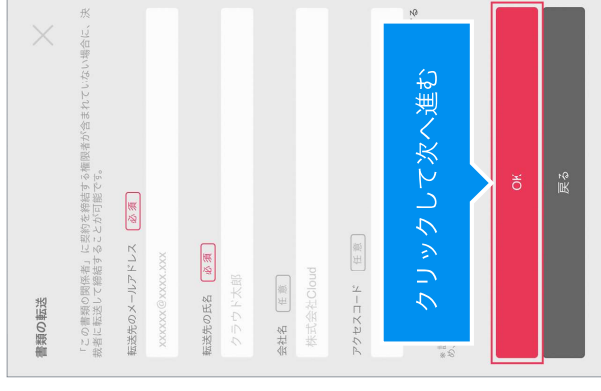 書類の転送
「この書類の関係者」に契約を締結する権限者が含まれていない場合に、決
裁者に転送して締結することが可能です。
転送先のメールアドレス 必須
xxxxxx@xxxx.xxx
転送先の氏名 必須
クラウド太郎
会社名 任意
株式会社Cloud
アクセスコード 任意
クリックして次へ進む
OK
戻る